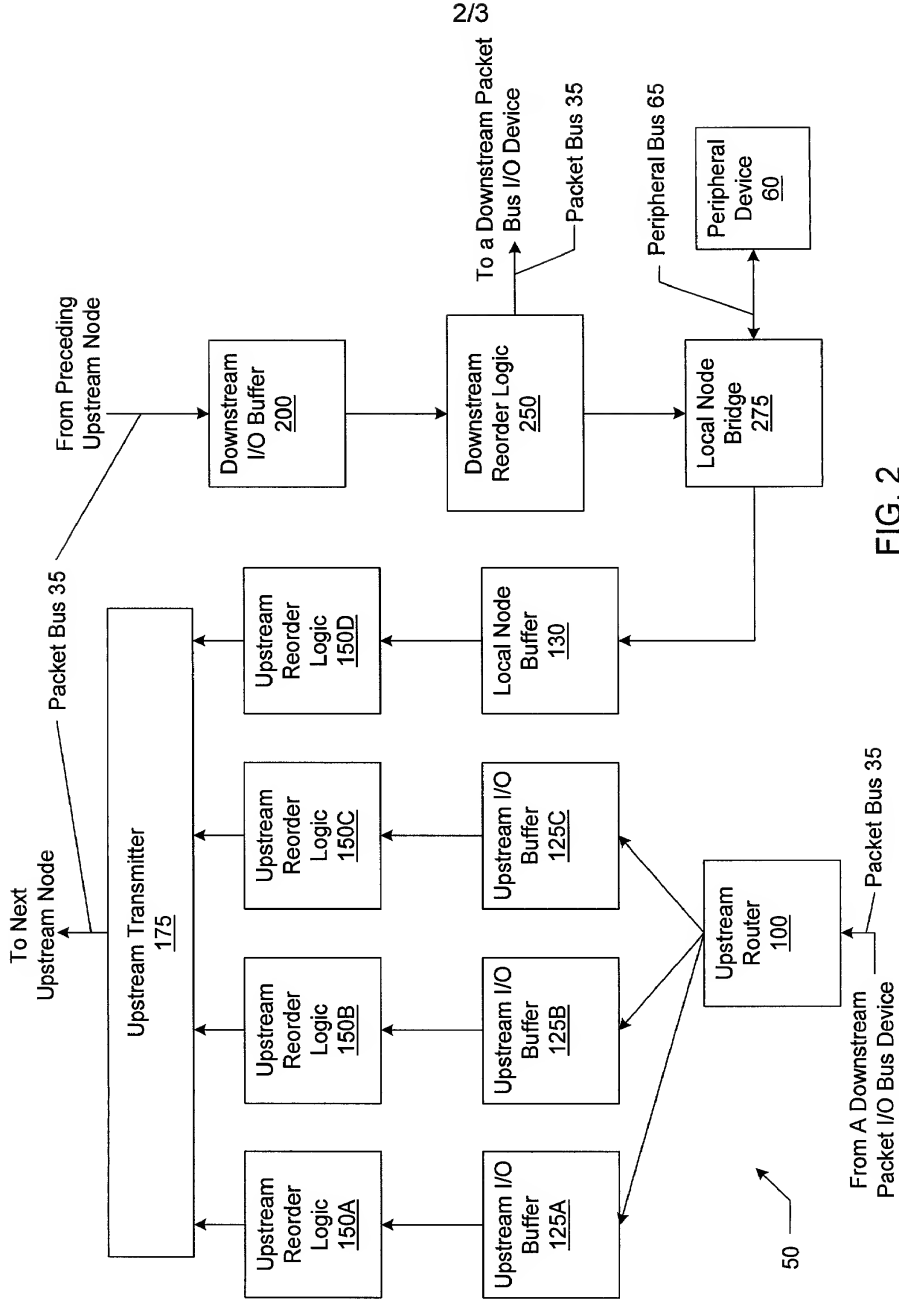 2/3
To Next
Upstream Node
Packet Bus 35
From Preceding
Upstream Node
Upstream Transmitter
175
Upstream
Reorder
Logic
150A
Upstream
Reorder
Logic
150B
Upstream
Reorder
Logic
150C
Upstream
Reorder
Logic
150D
Downstream
I/O Buffer
200
To a Downstream Packet
Bus I/O Device
Packet Bus 35
Upstream I/O
Buffer
125A
Upstream I/O
Buffer
125B
Upstream I/O
Buffer
125C
Local Node
Buffer
130
Downstream
Reorder Logic
250
Peripheral Bus 65
Upstream
Router
100
Local Node
Bridge
275
Peripheral
Device
60
From A Downstream
Packet I/O Bus Device
Packet Bus 35
50
FIG. 2